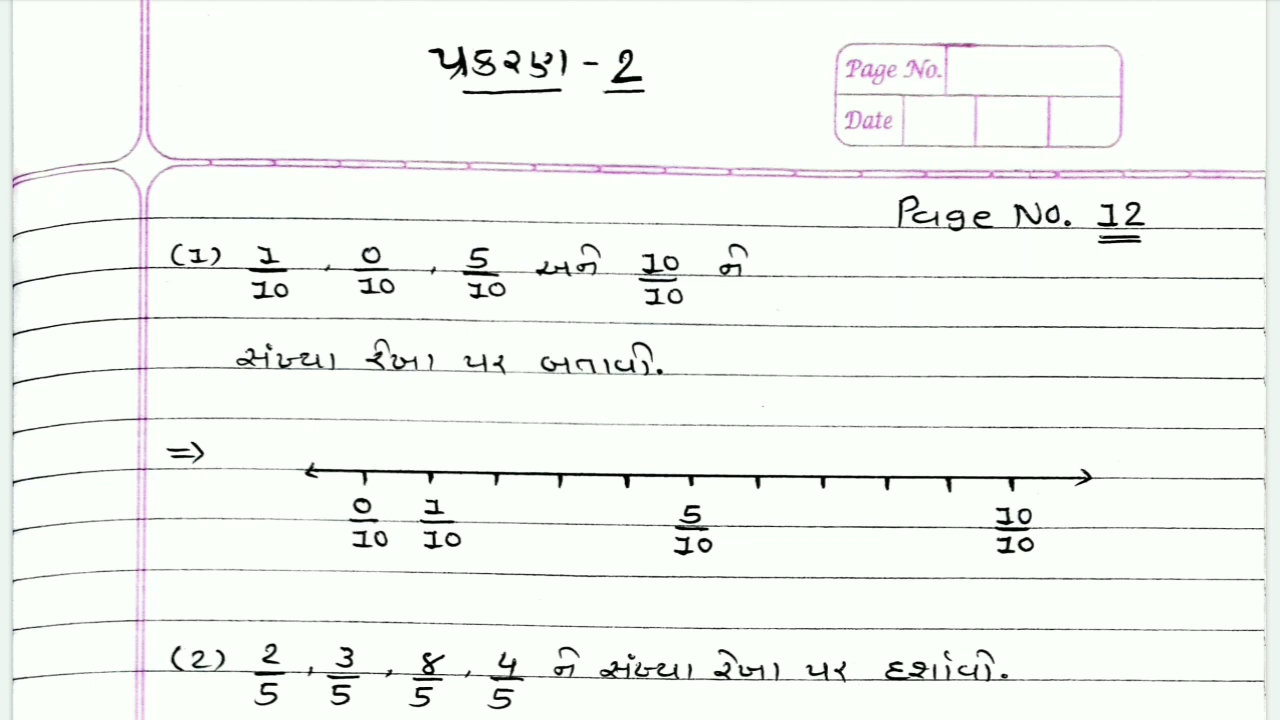 પ્રકરણ - 2
Page No.
Date
Page No. 12
(1) 1/10 , 0/10 , 5/10 અને 10/10 ને
સંખ્યા રેખા પર બતાવો.
⇒
0/10 1/10 5/10 10/10
(2) 2/5 , 3/5 , 8/5 , 4/5 ને સંખ્યા રેખા પર દર્શાવો.